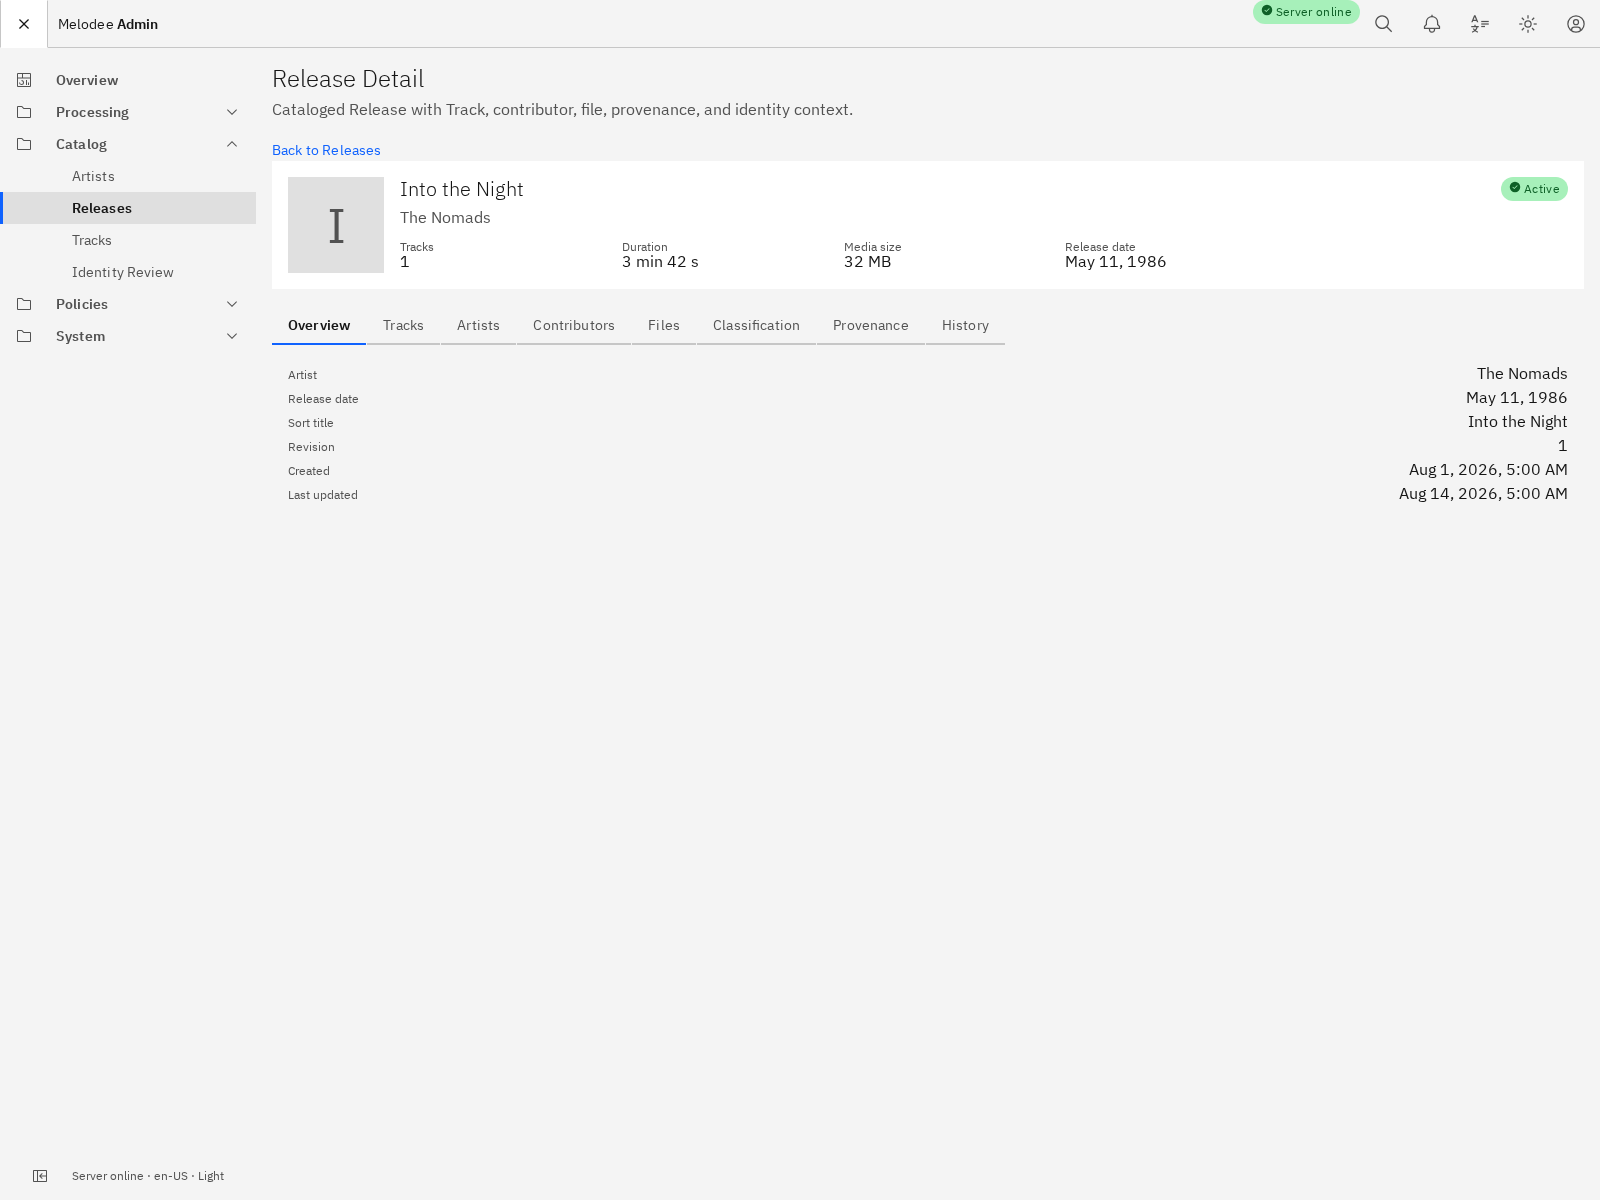 Melodee Admin
Server online
Overview
Processing
Catalog
Artists
Releases
Tracks
Identity Review
Policies
System
Release Detail
Cataloged Release with Track, contributor, file, provenance, and identity context.
Back to Releases
I
Into the Night
Active
The Nomads
Tracks Duration Media size Release date
1 3 min 42 s 32 MB May 11, 1986
Overview Tracks Artists Contributors Files Classification Provenance History
Artist The Nomads
Release date May 11, 1986
Sort title Into the Night
Revision 1
Created Aug 1, 2026, 5:00 AM
Last updated Aug 14, 2026, 5:00 AM
Server online · en-US · Light